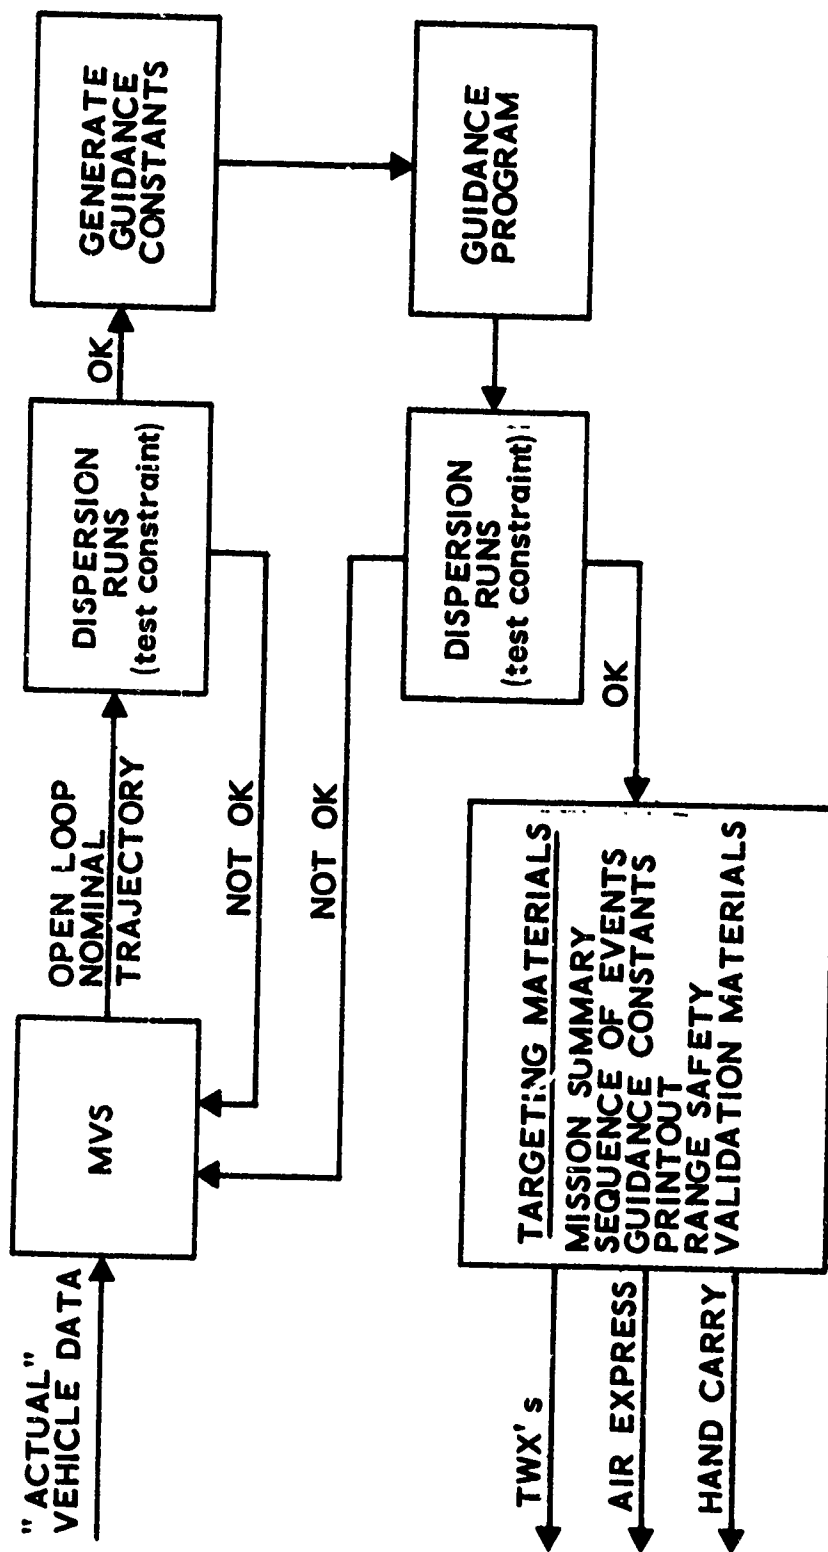 "ACTUAL"
VEHICLE DATA
MVS
OPEN LOOP
NOMINAL
TRAJECTORY
DISPERSION
RUNS
(test constraint)
OK
GENERATE
GUIDANCE
CONSTANTS
NOT OK
NOT OK
GUIDANCE
PROGRAM
DISPERSION
RUNS
(test constraint)
OK
TARGETING MATERIALS
MISSION SUMMARY
SEQUENCE OF EVENTS
GUIDANCE CONSTANTS
PRINTOUT
RANGE SAFETY
VALIDATION MATERIALS
TWX's
AIR EXPRESS
HAND CARRY